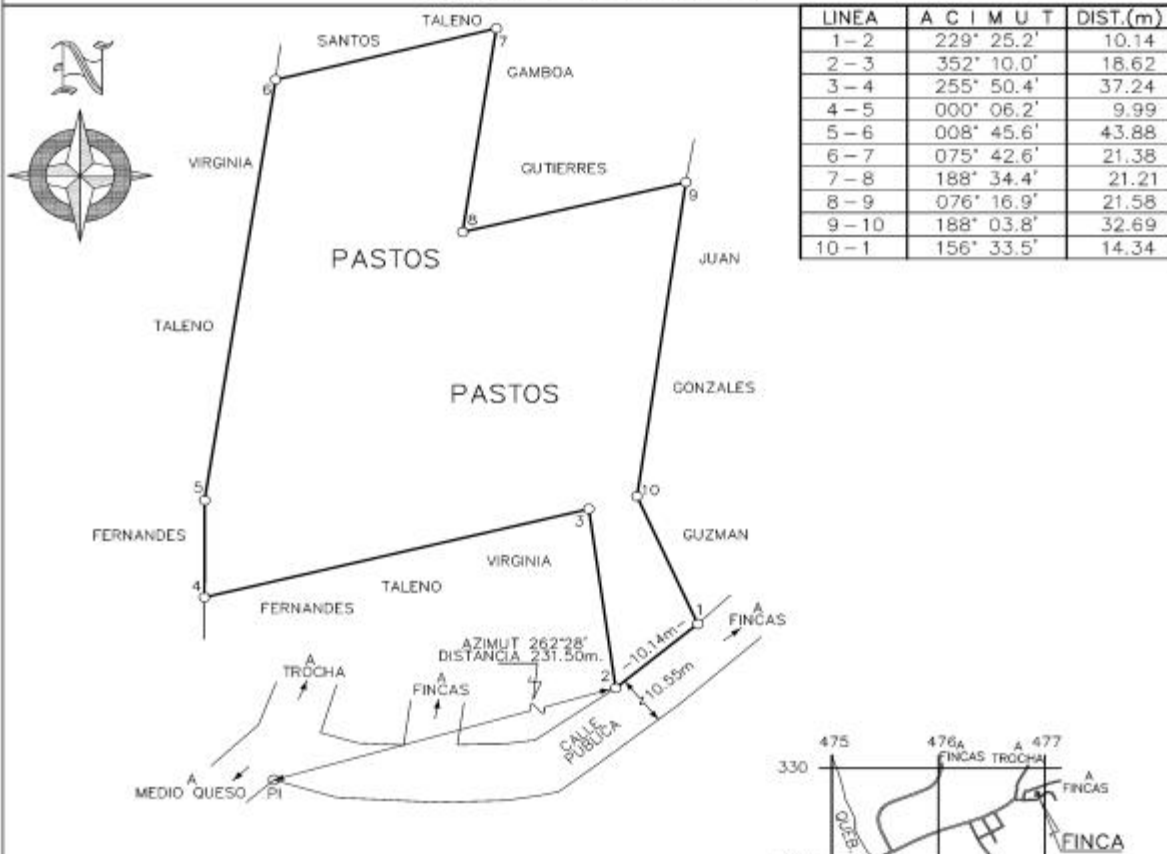 LINEA A C I M U T DIST.(m)
1-2 229° 25.2' 10.14
2-3 352° 10.0' 18.62
3-4 255° 50.4' 37.24
4-5 000° 06.2' 9.99
5-6 008° 45.6' 43.88
6-7 075° 42.6' 21.38
7-8 188° 34.4' 21.21
8-9 076° 16.9' 21.58
9-10 188° 03.8' 32.69
10-1 156° 33.5' 14.34
N
TALENO
SANTOS
7
GAMBOA
6
VIRGINIA
GUTIERRES
9
8
PASTOS
JUAN
TALENO
PASTOS
GONZALES
5
10
3
FERNANDES
GUZMAN
VIRGINIA
4
TALENO
FERNANDES
1
A
FINCAS
AZIMUT 262°28'
DISTANCIA 231.50m.
-10.14m-
A
TROCHA
A
FINCAS
2
10.55m
CALLE
PUBLICA
A
MEDIO QUESO
PI
475 476 477
A
FINCAS
A
TROCHA
330
A
FINCAS
QUEB.
FINCA